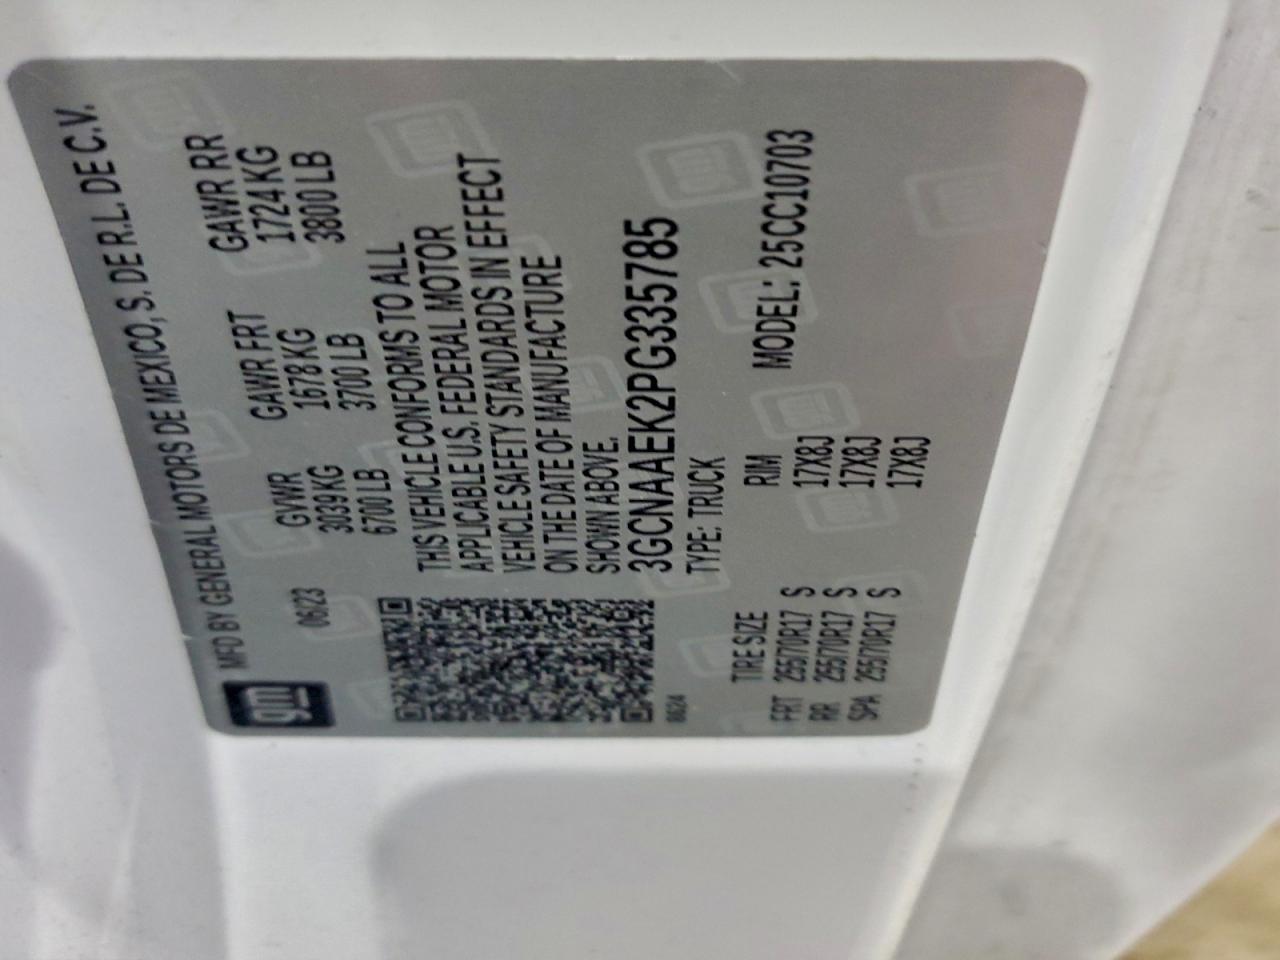 gm
MFD BY GENERAL MOTORS DE MEXICO, S. DE R.L. DE C.V.
06/23
GVWR GAWR FRT GAWR RR
3039 KG 1678 KG 1724 KG
6700 LB 3700 LB 3800 LB
THIS VEHICLE CONFORMS TO ALL
APPLICABLE U.S. FEDERAL MOTOR
VEHICLE SAFETY STANDARDS IN EFFECT
ON THE DATE OF MANUFACTURE
SHOWN ABOVE.
3GCNAAEK2PG335785
8624
TYPE: TRUCK
TIRE SIZE RIM MODEL: 25CC10703
FRT 255/70R17 S 17X8J
RR 255/70R17 S 17X8J
SPA 255/70R17 S 17X8J